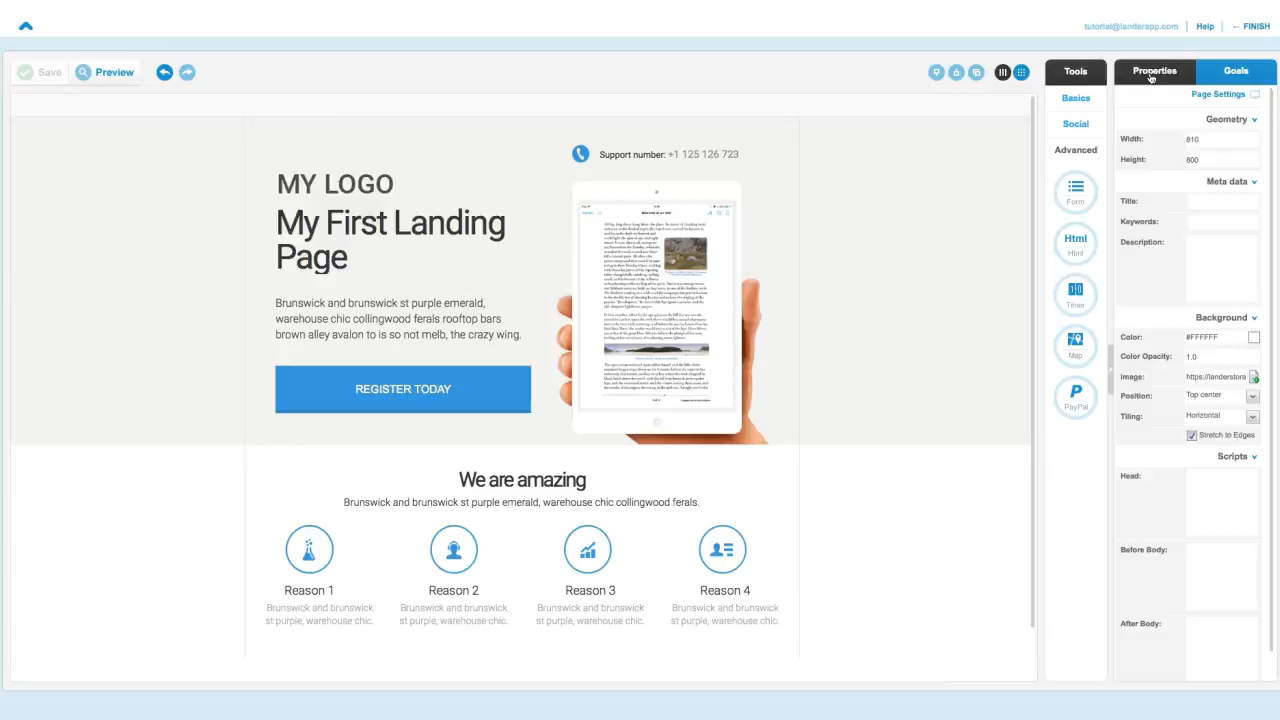 tutorial@landerapp.com
Help
FINISH
Save
Preview
Tools
Properties
Goals
Basics
Social
Advanced
Form
Html
Html
Timer
Map
PayPal
Page Settings
Geometry
Width: 810
Height: 800
Meta data
Title:
Keywords:
Description:
Background
Color: #FFFFFF
Color Opacity: 1.0
Image: https://landerstore
Position: Top center
Tiling: Horizontal
Stretch to Edges
Scripts
Head:
Before Body:
After Body:
Support number: +1 125 126 723
MY LOGO
My First Landing
Page
Brunswick and brunswick st purple emerald,
warehouse chic collingwood ferals rooftop bars
brown alley avalon to is scout melb, the crazy wing.
REGISTER TODAY
We are amazing
Brunswick and brunswick st purple emerald, warehouse chic collingwood ferals.
Reason 1
Brunswick and brunswick
st purple, warehouse chic.
Reason 2
Brunswick and brunswick
st purple, warehouse chic.
Reason 3
Brunswick and brunswick
st purple, warehouse chic.
Reason 4
Brunswick and brunswick
st purple, warehouse chic.